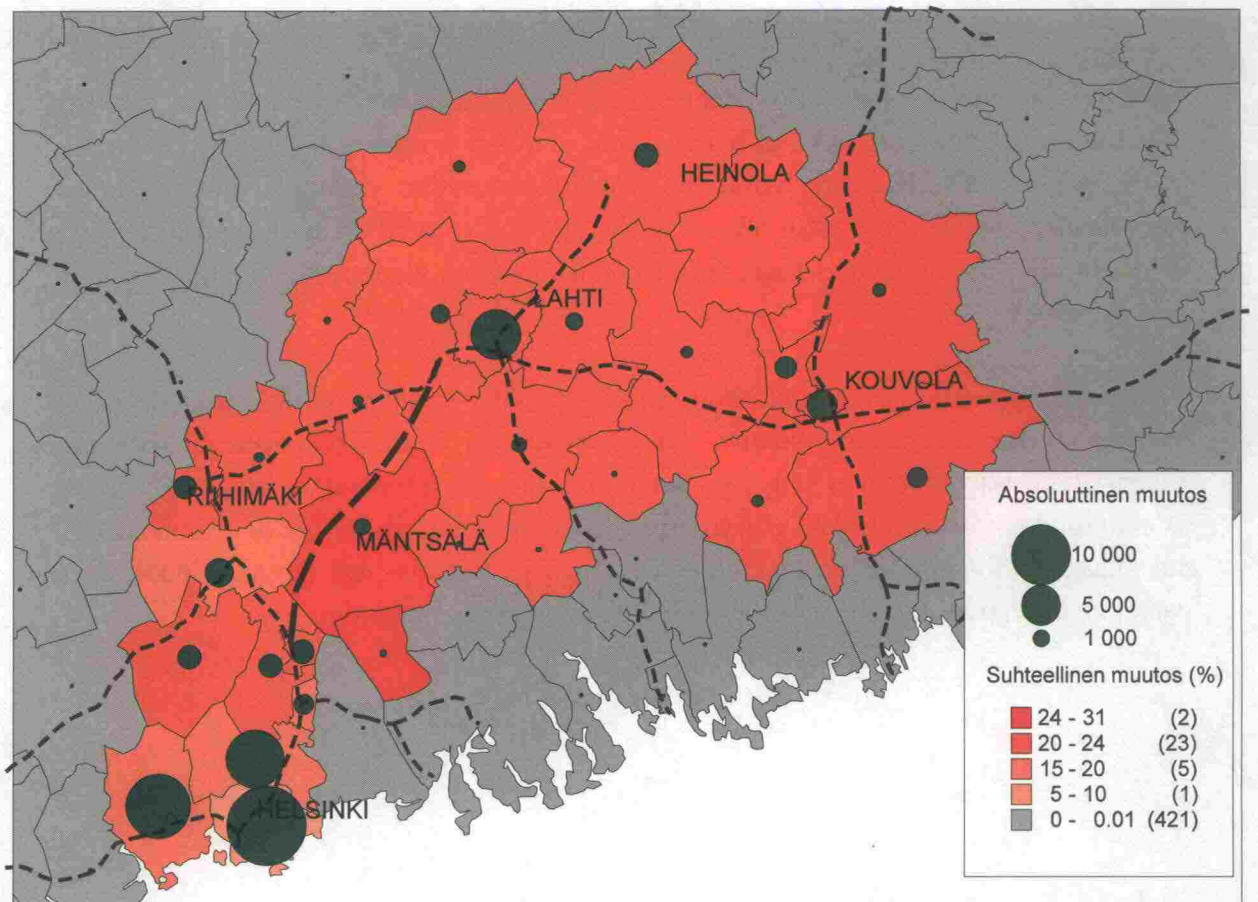 HEINOLA
LAHTI
KOUVOLA
RIIHIMÄKI
MÄNTSÄLÄ
HELSINKI
Absoluuttinen muutos
10 000
5 000
1 000
Suhteellinen muutos (%)
24 - 31 (2)
20 - 24 (23)
15 - 20 (5)
5 - 10 (1)
0 - 0.01 (421)